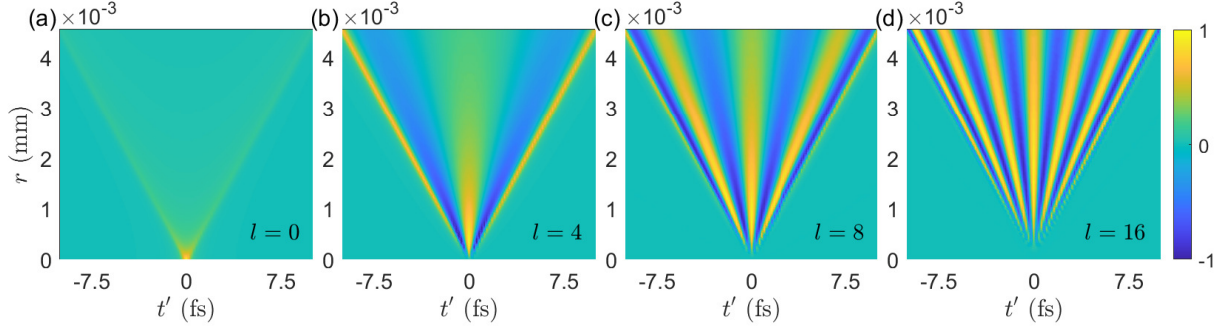 (a) ×10⁻³ (b) ×10⁻³ (c) ×10⁻³ (d) ×10⁻³
4 4 4 4 1
3 3 3 3
r (mm)
2 2 2 2 0
1 1 1 1
l = 0 l = 4 l = 8 l = 16
0 0 0 0 -1
-7.5 0 7.5 -7.5 0 7.5 -7.5 0 7.5 -7.5 0 7.5
t′ (fs) t′ (fs) t′ (fs) t′ (fs)